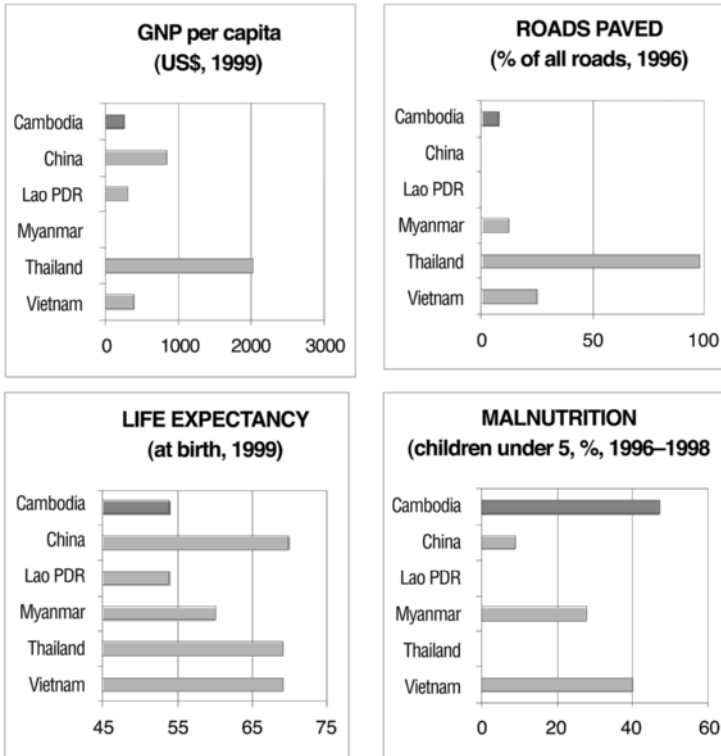 GNP per capita
(US$, 1999)
Cambodia
China
Lao PDR
Myanmar
Thailand
Vietnam
0 1000 2000 3000
ROADS PAVED
(% of all roads, 1996)
Cambodia
China
Lao PDR
Myanmar
Thailand
Vietnam
0 50 100
LIFE EXPECTANCY
(at birth, 1999)
Cambodia
China
Lao PDR
Myanmar
Thailand
Vietnam
45 55 65 75
MALNUTRITION
(children under 5, %, 1996–1998
Cambodia
China
Lao PDR
Myanmar
Thailand
Vietnam
0 20 40 60